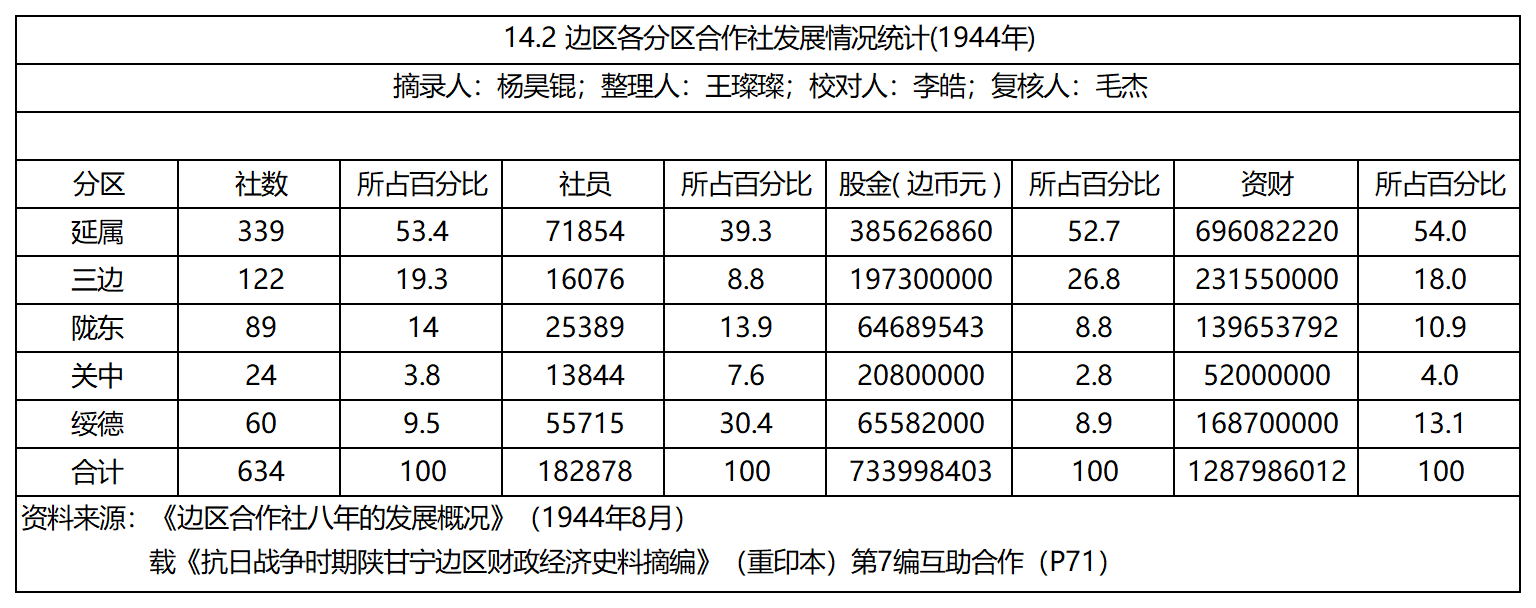 14.2 边区各分区合作社发展情况统计(1944年)
摘录人：杨昊锟；整理人：王璨璨；校对人：李皓；复核人：毛杰
分区 社数 所占百分比 社员 所占百分比 股金( 边币元 ) 所占百分比 资财 所占百分比
延属 339 53.4 71854 39.3 385626860 52.7 696082220 54.0
三边 122 19.3 16076 8.8 197300000 26.8 231550000 18.0
陇东 89 14 25389 13.9 64689543 8.8 139653792 10.9
关中 24 3.8 13844 7.6 20800000 2.8 52000000 4.0
绥德 60 9.5 55715 30.4 65582000 8.9 168700000 13.1
合计 634 100 182878 100 733998403 100 1287986012 100
资料来源：《边区合作社八年的发展概况》（1944年8月）
载《抗日战争时期陕甘宁边区财政经济史料摘编》（重印本）第7编互助合作（P71）